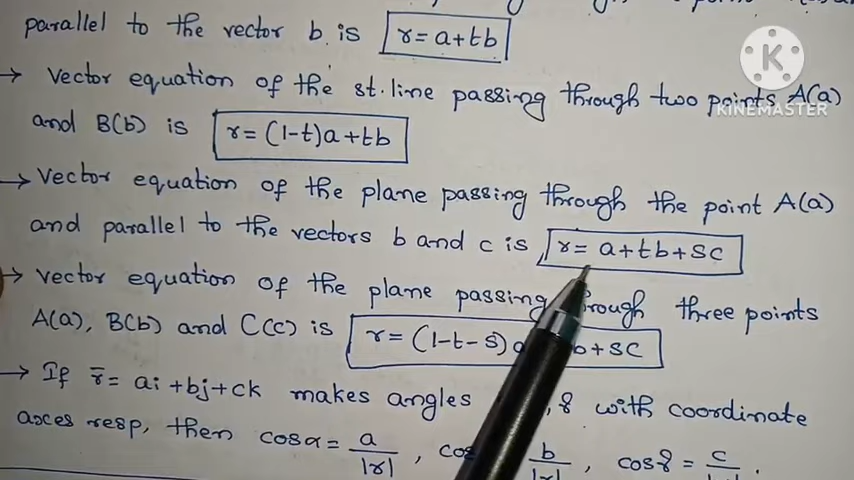 parallel to the vector b is r = a + tb
→ Vector equation of the st. line passing through two points A(a)
KINEMASTER
and B(b) is r = (1-t)a + tb
→ Vector equation of the plane passing through the point A(a)
and parallel to the vectors b and c is r = a + tb + sc
→ vector equation of the plane passing through three points
A(a), B(b) and C(c) is r = (1-t-s)a b + sc
→ If r̅ = ai + bj + ck makes angles , γ with coordinate
axes resp, then cosα = a/|r|, cos b/|r|, cosγ = c/|r|.